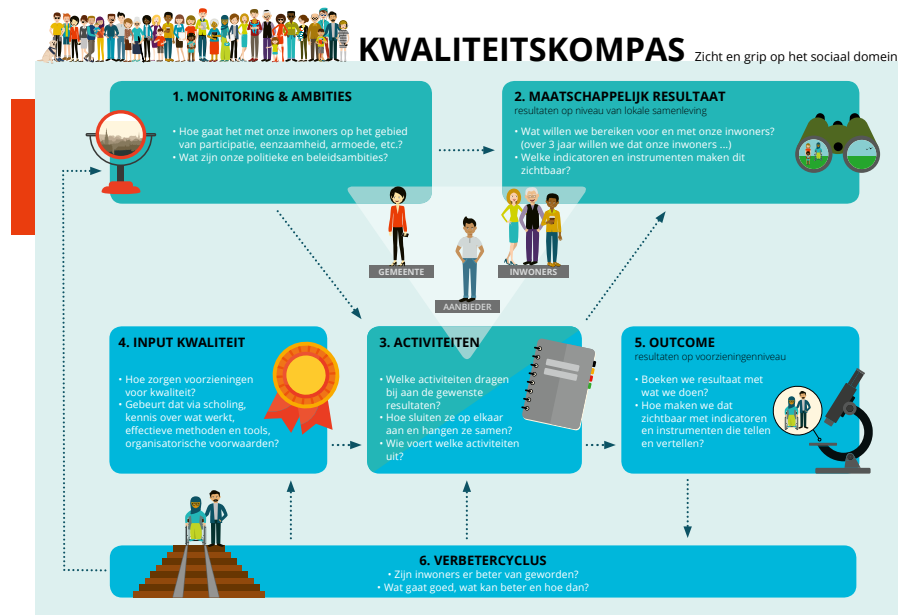 KWALITEITSKOMPAS Zicht en grip op het sociaal domein
1. MONITORING & AMBITIES
• Hoe gaat het met onze inwoners op het gebied
van participatie, eenzaamheid, armoede, etc.?
• Wat zijn onze politieke en beleidsambities?
2. MAATSCHAPPELIJK RESULTAAT
resultaten op niveau van lokale samenleving
• Wat willen we bereiken voor en met onze inwoners?
(over 3 jaar willen we dat onze inwoners ...)
• Welke indicatoren en instrumenten maken dit
zichtbaar?
GEMEENTE
INWONERS
AANBIEDER
4. INPUT KWALITEIT
• Hoe zorgen voorzieningen
voor kwaliteit?
• Gebeurt dat via scholing,
kennis over wat werkt,
effectieve methoden en tools,
organisatorische voorwaarden?
3. ACTIVITEITEN
• Welke activiteiten dragen
bij aan de gewenste
resultaten?
• Hoe sluiten ze op elkaar
aan en hangen ze samen?
• Wie voert welke activiteiten
uit?
5. OUTCOME
resultaten op voorzieningenniveau
• Boeken we resultaat met
wat we doen?
• Hoe maken we dat
zichtbaar met indicatoren
en instrumenten die tellen
en vertellen?
6. VERBETERCYCLUS
• Zijn inwoners er beter van geworden?
• Wat gaat goed, wat kan beter en hoe dan?